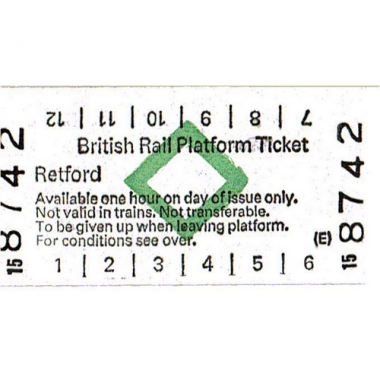 12 | 11 | 10 | 9 | 8 | 7
British Rail Platform Ticket
Retford
Available one hour on day of issue only.
Not valid in trains. Not transferable.
To be given up when leaving platform.
For conditions see over.
(E)
1 | 2 | 3 | 4 | 5 | 6
15 8742
15 8742